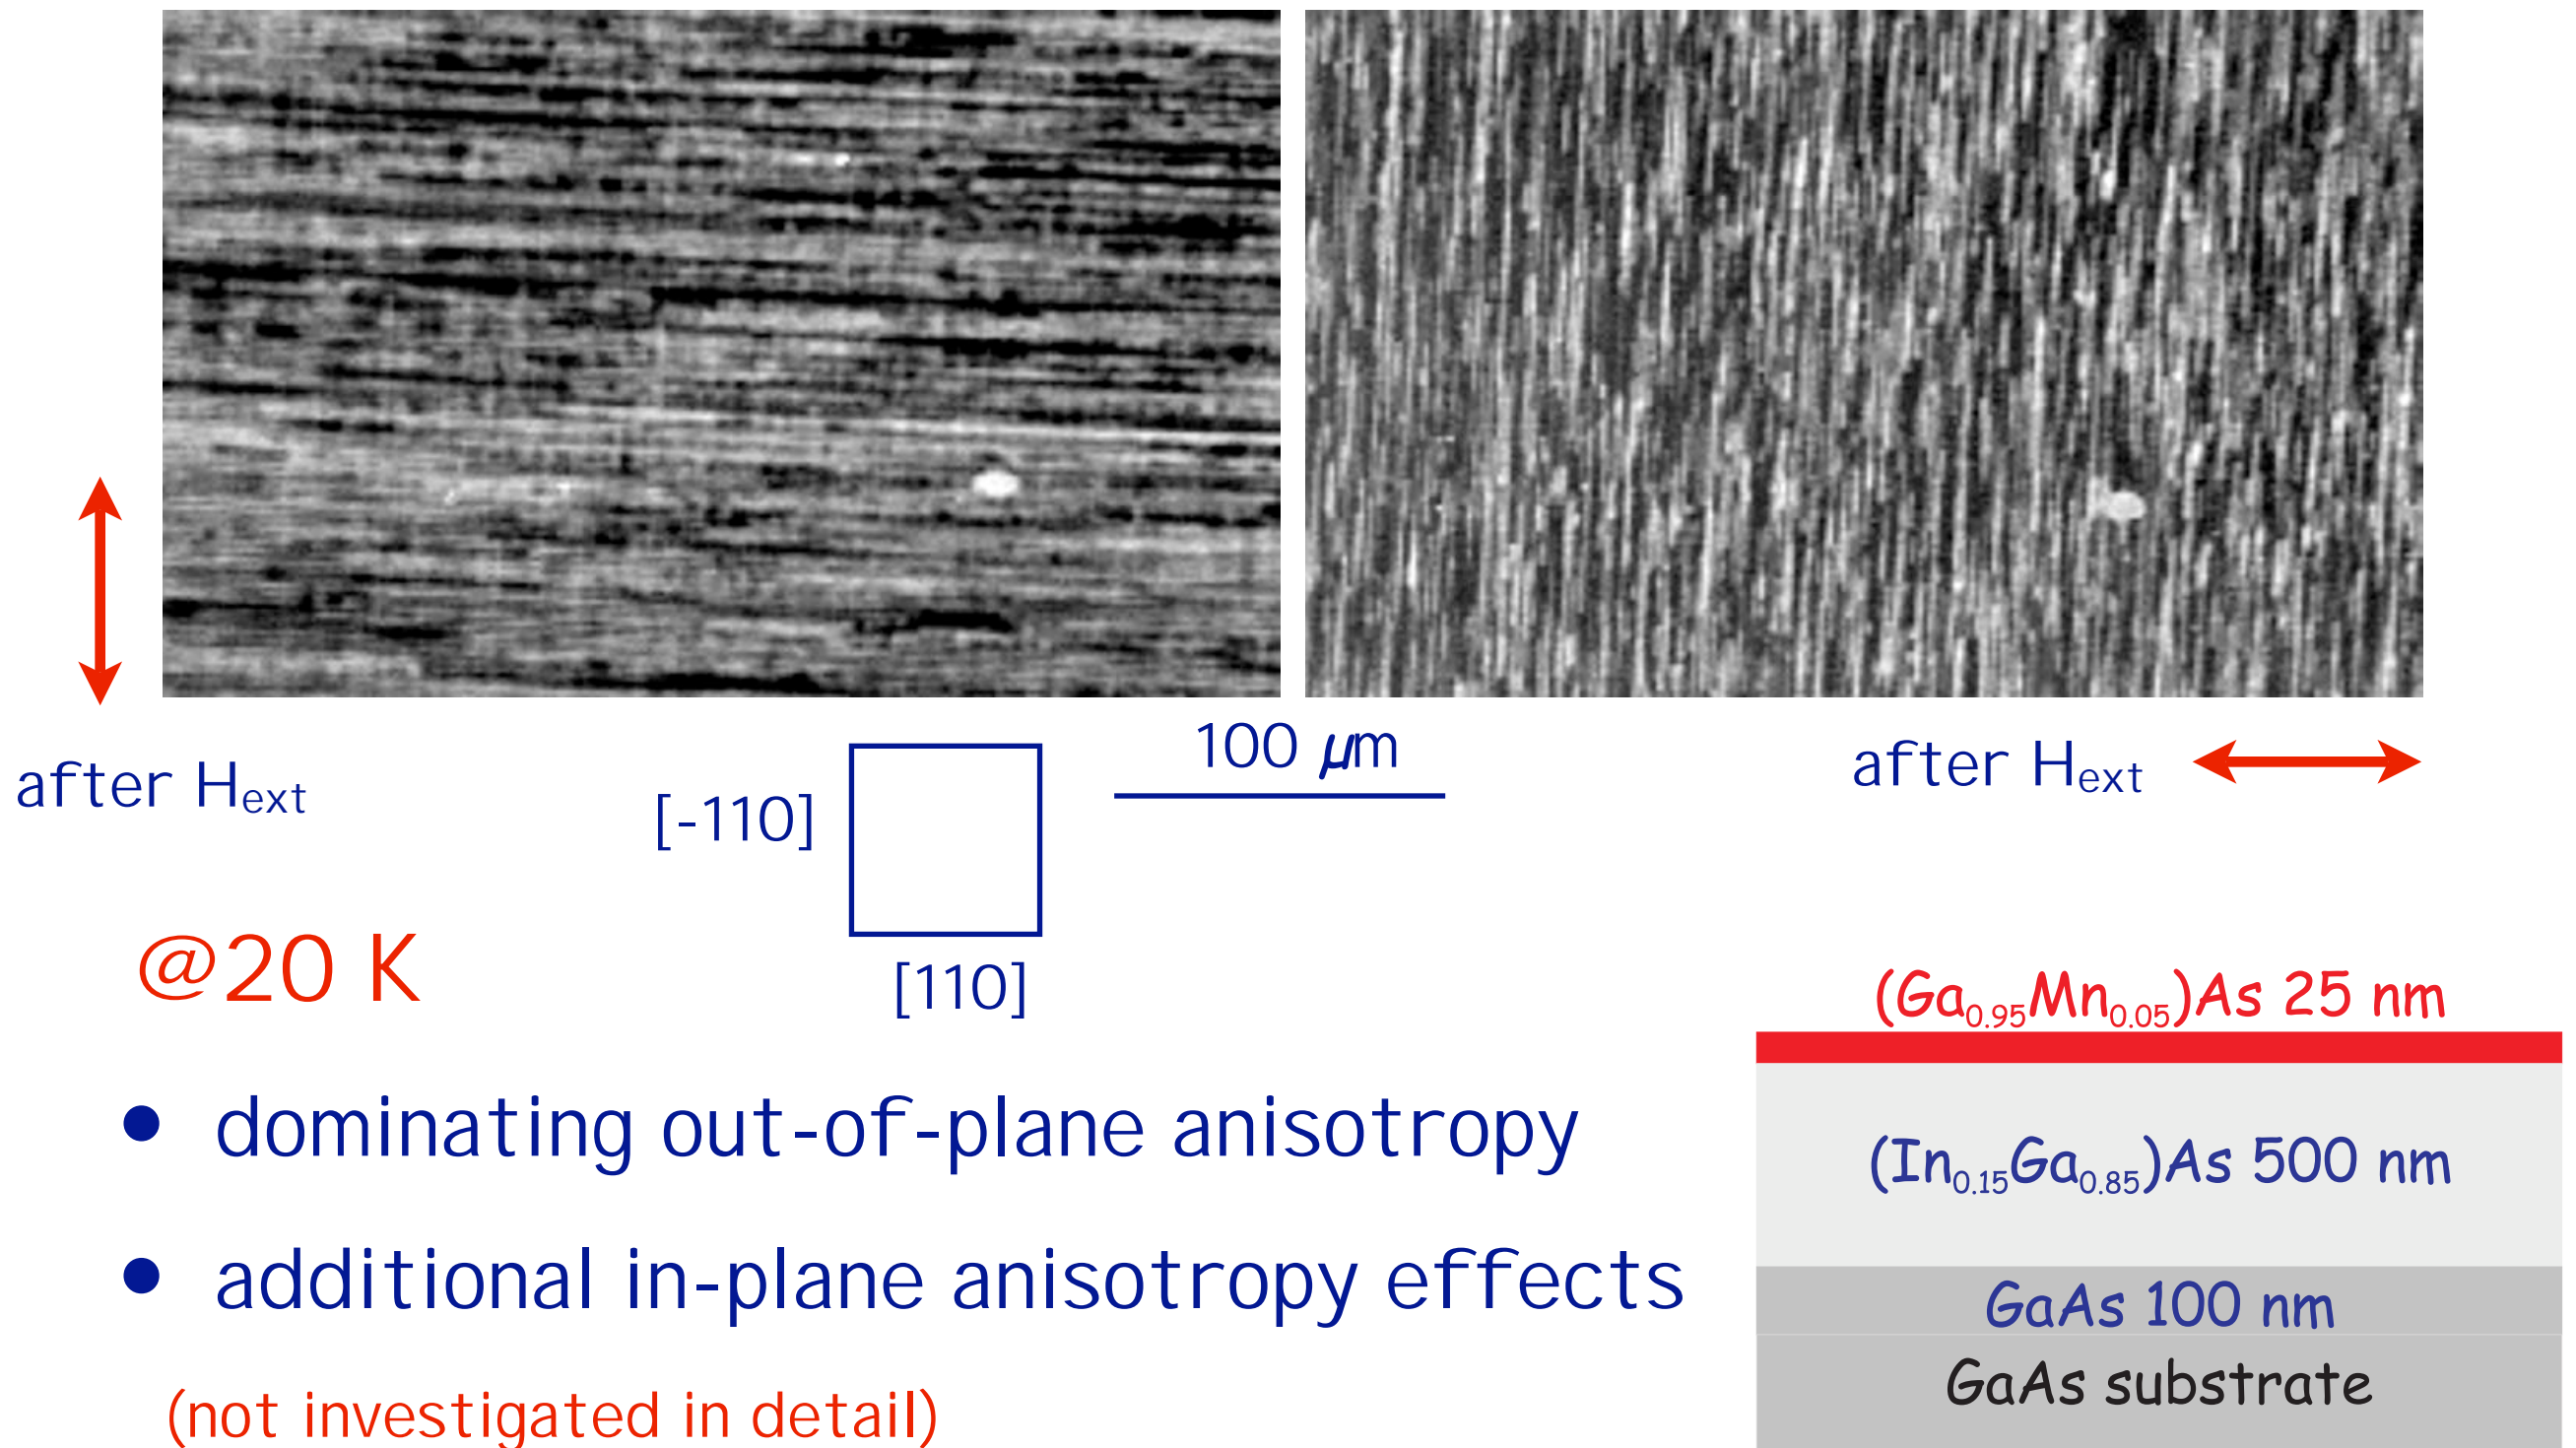 100 μm
after Hext
after Hext
[-110]
[110]
@20 K
(Ga0.95Mn0.05)As 25 nm
• dominating out-of-plane anisotropy
(In0.15Ga0.85)As 500 nm
• additional in-plane anisotropy effects
GaAs 100 nm
GaAs substrate
(not investigated in detail)